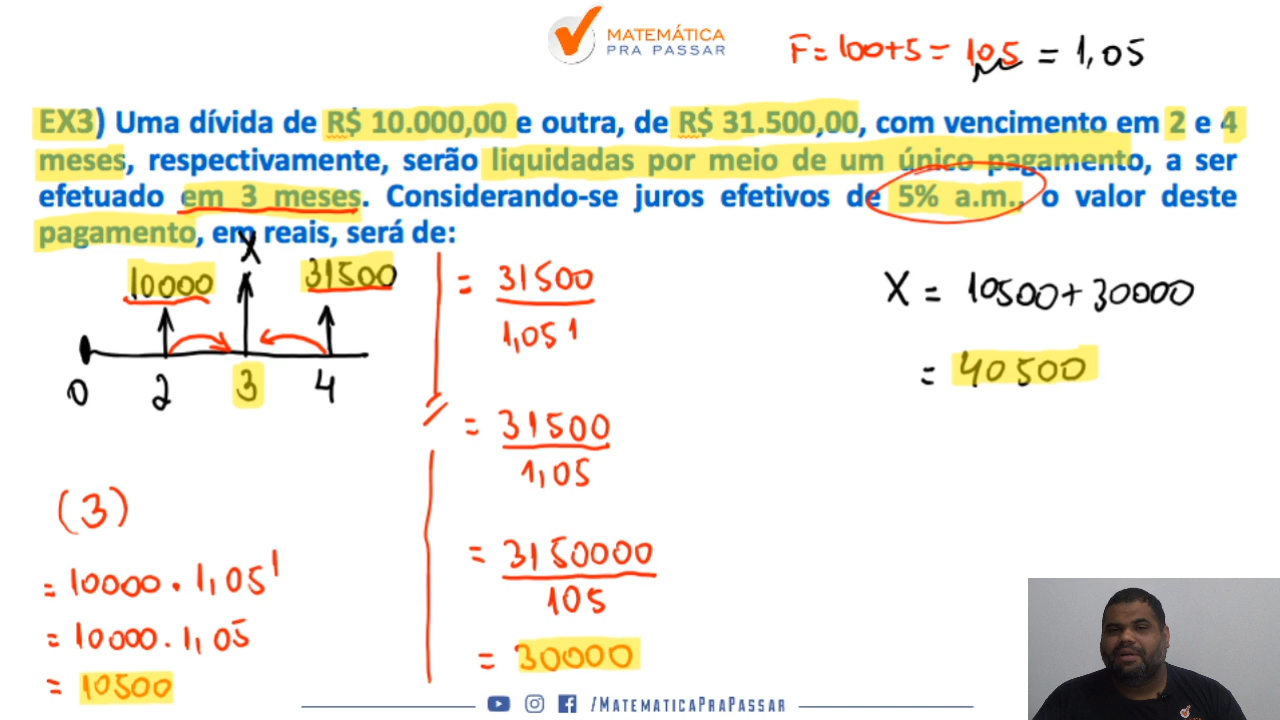 MATEMÁTICA
PRA PASSAR
F = 100+5 = 105 = 1,05
EX3) Uma dívida de R$ 10.000,00 e outra, de R$ 31.500,00, com vencimento em 2 e 4
meses, respectivamente, serão liquidadas por meio de um único pagamento, a ser
efetuado em 3 meses. Considerando-se juros efetivos de 5% a.m., o valor deste
pagamento, em reais, será de:
X
10000
31500
0
2
3
4
(3)
= 10000 . 1,05¹
= 10000 . 1,05
= 10500
= 31500
1,05¹
= 31500
1,05
= 3150000
105
= 30000
X = 10500 + 30000
= 40500
/MatematicaPraPassar